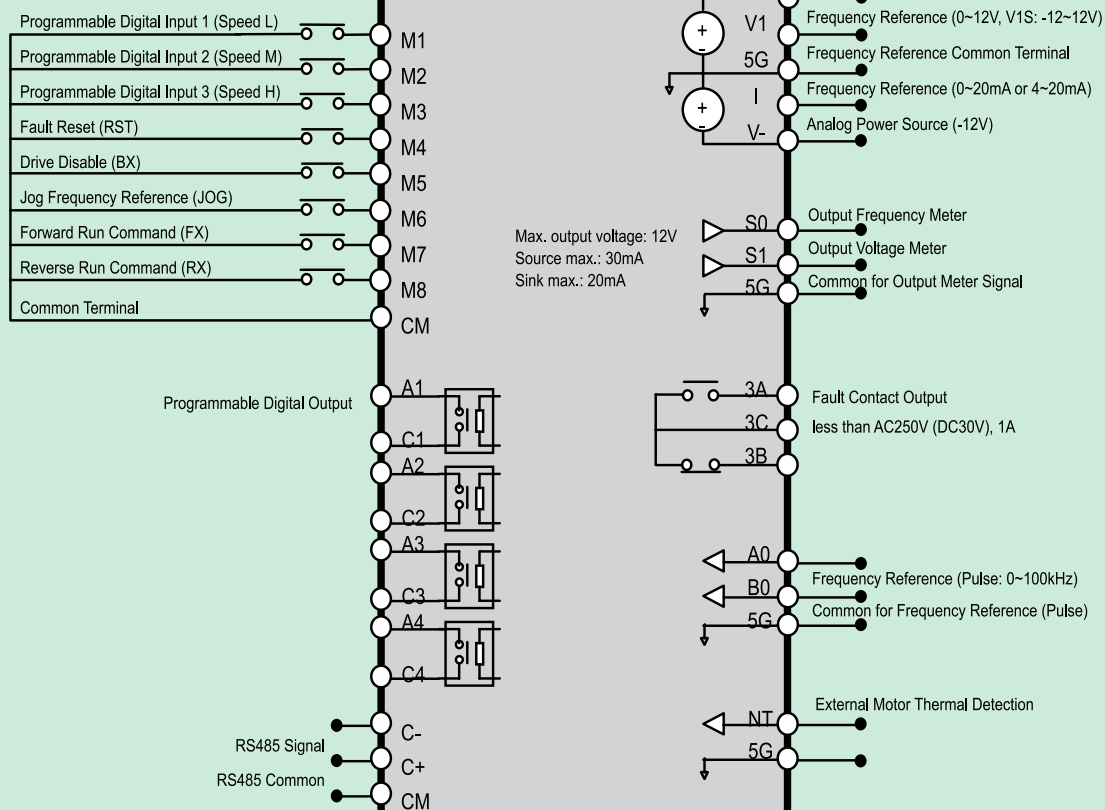 Programmable Digital Input 1 (Speed L)
M1
Programmable Digital Input 2 (Speed M)
M2
Programmable Digital Input 3 (Speed H)
M3
Fault Reset (RST)
M4
Drive Disable (BX)
M5
Jog Frequency Reference (JOG)
M6
Forward Run Command (FX)
M7
Reverse Run Command (RX)
M8
Common Terminal
CM
Programmable Digital Output
A1
C1
A2
C2
A3
C3
A4
C4
C-
RS485 Signal
C+
RS485 Common
CM
+
-
V1
Frequency Reference (0~12V, V1S: -12~12V)
5G
Frequency Reference Common Terminal
+
-
I
Frequency Reference (0~20mA or 4~20mA)
V-
Analog Power Source (-12V)
Max. output voltage: 12V
Source max.: 30mA
Sink max.: 20mA
S0
Output Frequency Meter
S1
Output Voltage Meter
5G
Common for Output Meter Signal
3A
Fault Contact Output
3C
less than AC250V (DC30V), 1A
3B
A0
B0
Frequency Reference (Pulse: 0~100kHz)
5G
Common for Frequency Reference (Pulse)
NT
External Motor Thermal Detection
5G